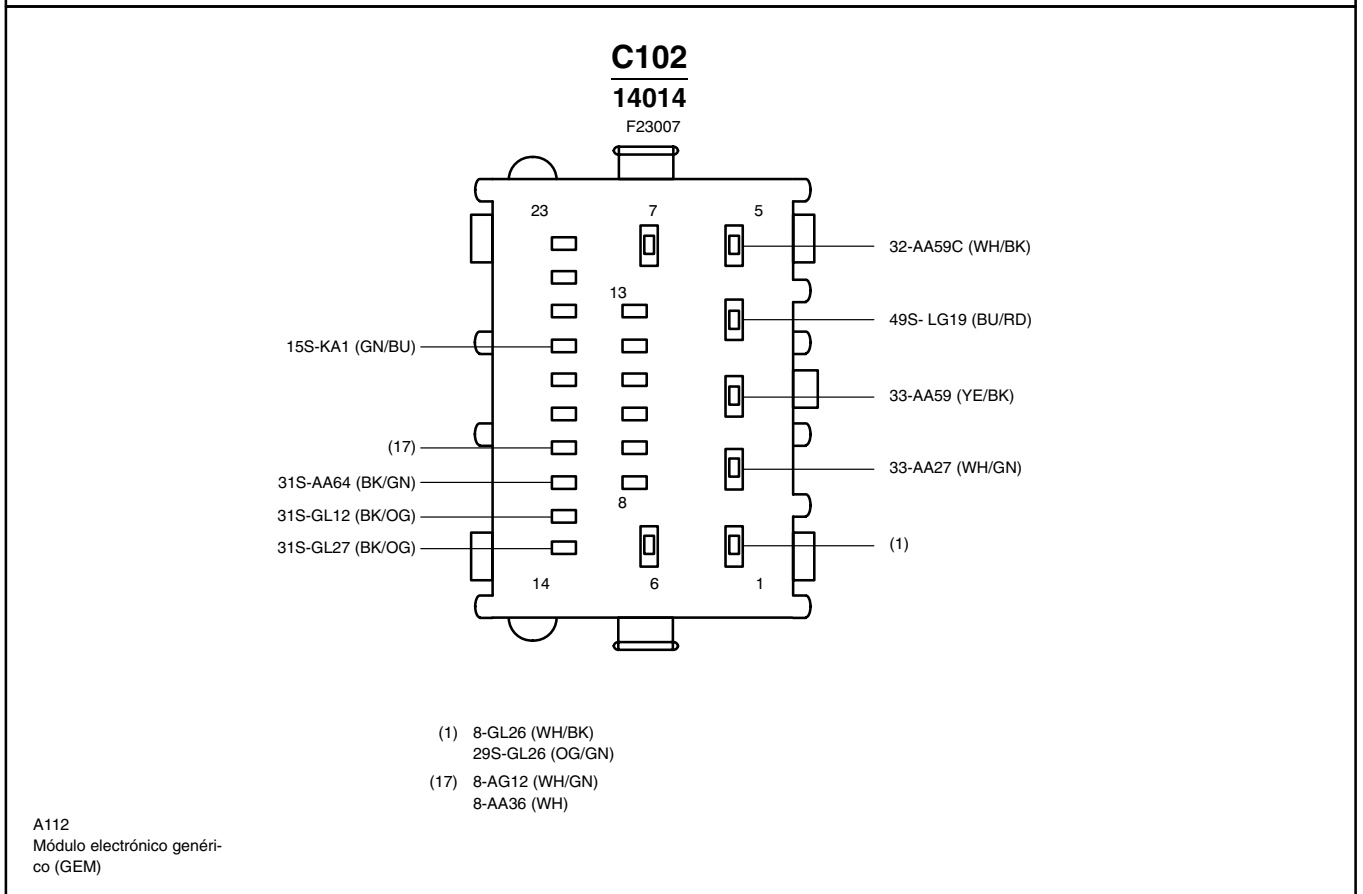 C102
14014
F23007
23
7
5
32-AA59C (WH/BK)
13
49S- LG19 (BU/RD)
15S-KA1 (GN/BU)
33-AA59 (YE/BK)
(17)
33-AA27 (WH/GN)
31S-AA64 (BK/GN)
8
31S-GL12 (BK/OG)
31S-GL27 (BK/OG)
(1)
14
6
1
(1) 8-GL26 (WH/BK)
29S-GL26 (OG/GN)
(17) 8-AG12 (WH/GN)
8-AA36 (WH)
A112
Módulo electrónico genéri-
co (GEM)